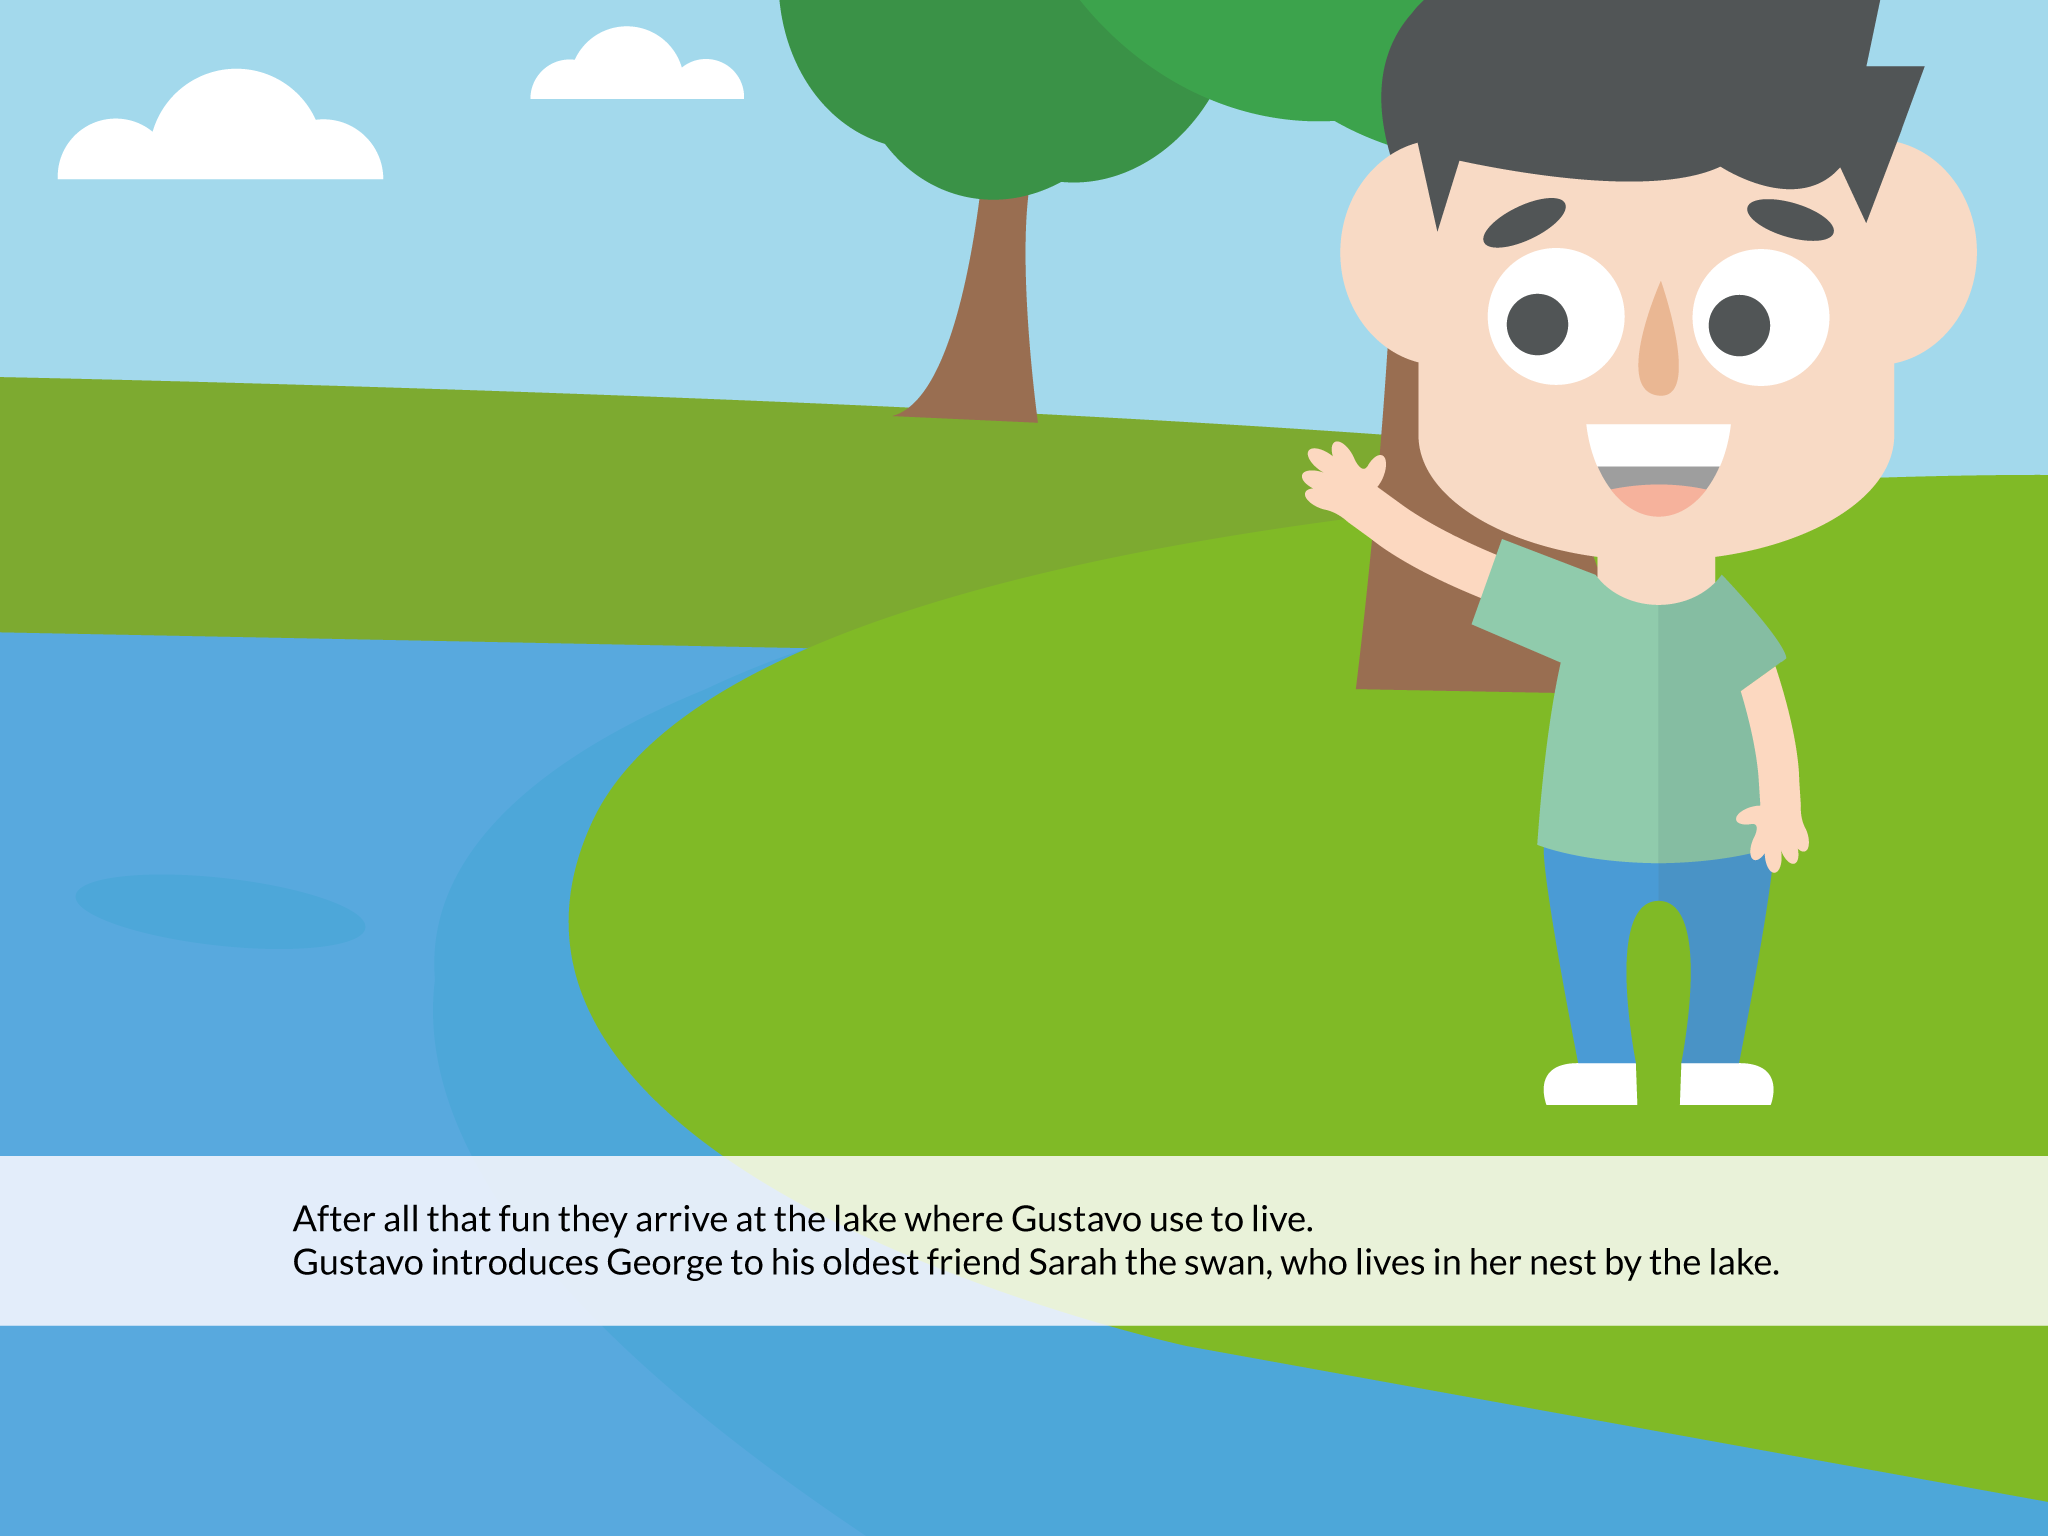 After all that fun they arrive at the lake where Gustavo use to live.
Gustavo introduces George to his oldest friend Sarah the swan, who lives in her nest by the lake.